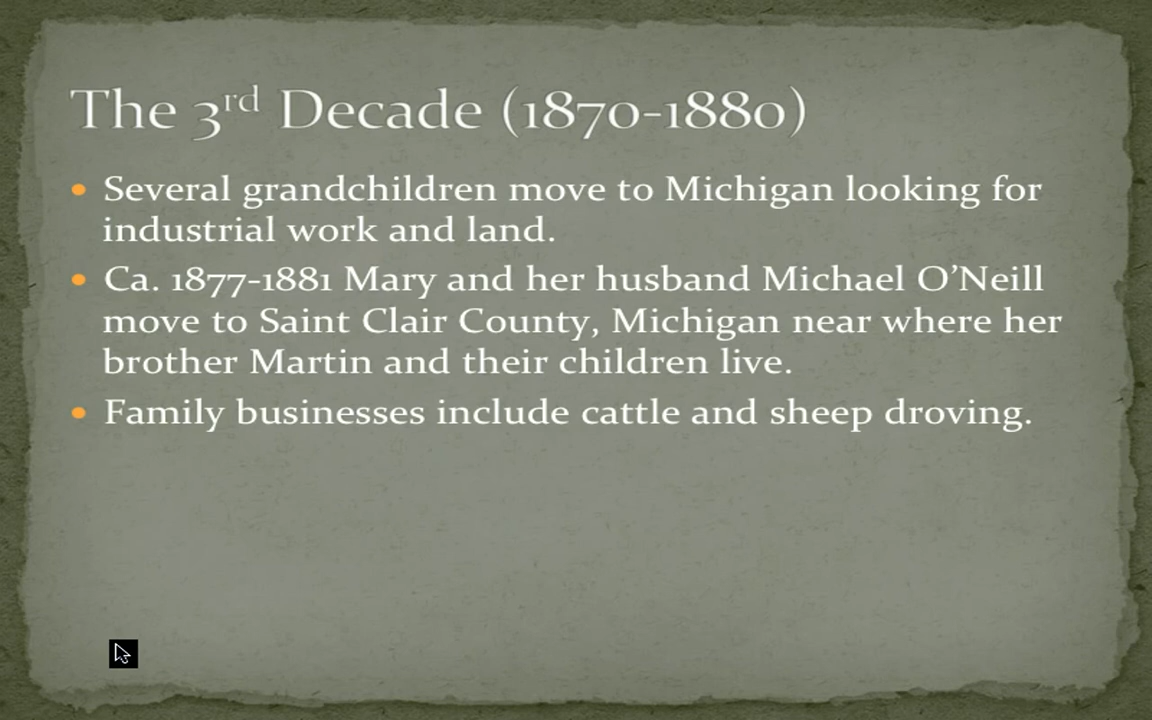 The 3rd Decade (1870-1880)
• Several grandchildren move to Michigan looking for
industrial work and land.
• Ca. 1877-1881 Mary and her husband Michael O’Neill
move to Saint Clair County, Michigan near where her
brother Martin and their children live.
• Family businesses include cattle and sheep droving.